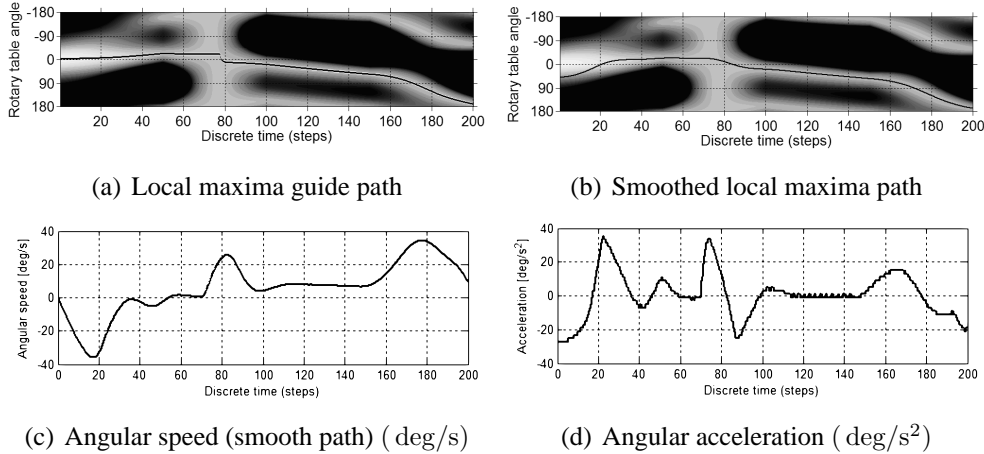 -180
-90
0
90
180
Rotary table angle
20 40 60 80 100 120 140 160 180 200
Discrete time (steps)
(a) Local maxima guide path
-180
-90
0
90
180
Rotary table angle
20 40 60 80 100 120 140 160 180 200
Discrete time (steps)
(b) Smoothed local maxima path
40
20
0
-20
-40
Angular speed [deg/s]
0 20 40 60 80 100 120 140 160 180 200
Discrete time (steps)
(c) Angular speed (smooth path) ( deg/s)
40
20
0
-20
-40
Acceleration [deg/s²]
0 20 40 60 80 100 120 140 160 180 200
Discrete time (steps)
(d) Angular acceleration ( deg/s²)